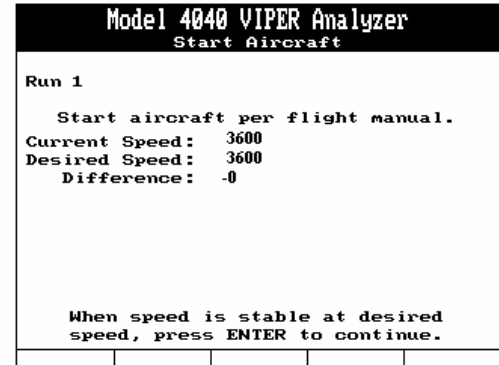 Model 4040 VIPER Analyzer
Start Aircraft
Run 1
Start aircraft per flight manual.
Current Speed: 3600
Desired Speed: 3600
Difference: -0
When speed is stable at desired
speed, press ENTER to continue.